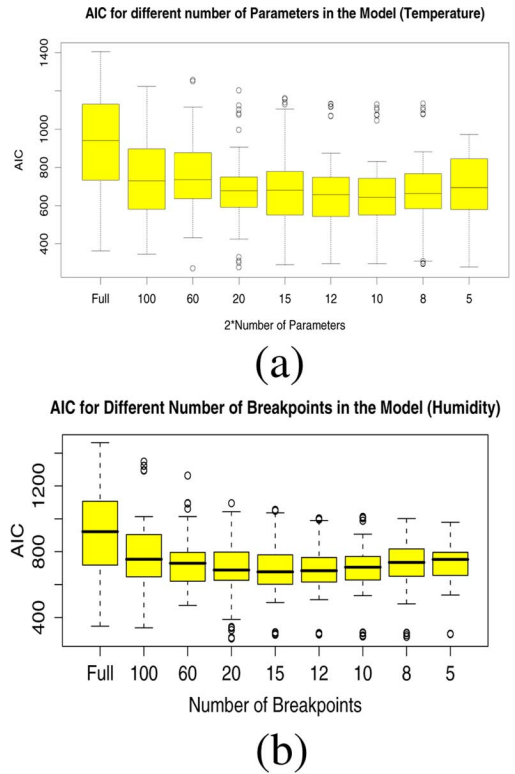 AIC for different number of Parameters in the Model (Temperature)
1400
1000
800
600
400
AIC
Full 100 60 20 15 12 10 8 5
2*Number of Parameters
(a)
AIC for Different Number of Breakpoints in the Model (Humidity)
1200
800
400
AIC
Full 100 60 20 15 12 10 8 5
Number of Breakpoints
(b)